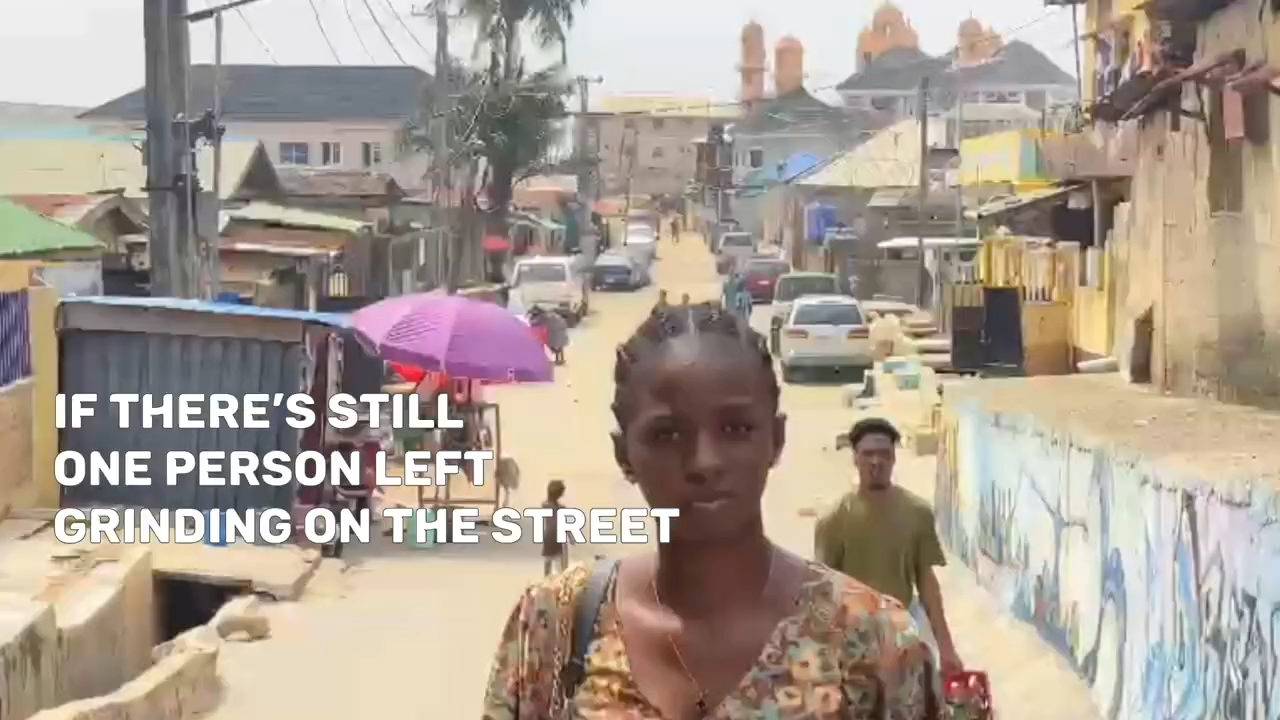 IF THERE'S STILL
ONE PERSON LEFT
GRINDING ON THE STREET